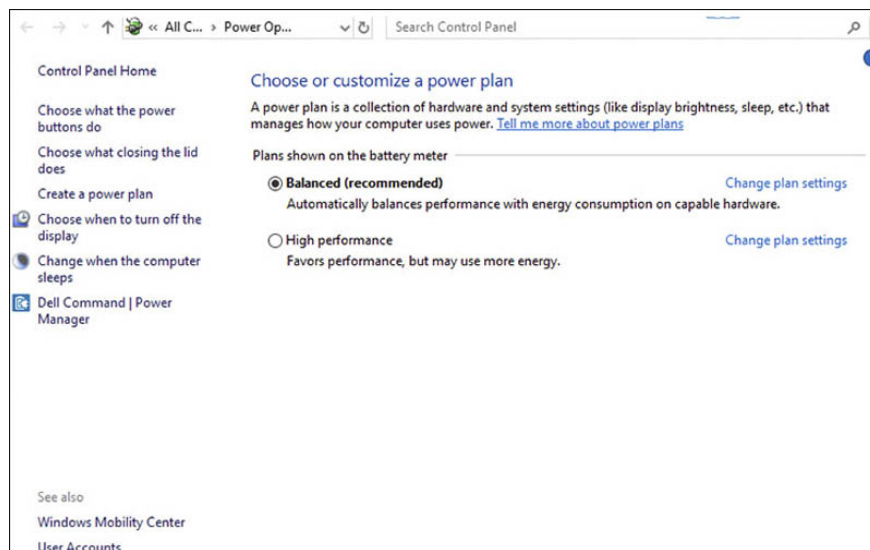 « All C... › Power Op...
Search Control Panel
Control Panel Home
Choose what the power
buttons do
Choose what closing the lid
does
Create a power plan
Choose when to turn off the
display
Change when the computer
sleeps
Dell Command | Power
Manager
See also
Windows Mobility Center
User Accounts
Choose or customize a power plan
A power plan is a collection of hardware and system settings (like display brightness, sleep, etc.) that
manages how your computer uses power. Tell me more about power plans
Plans shown on the battery meter
Balanced (recommended) Change plan settings
Automatically balances performance with energy consumption on capable hardware.
High performance Change plan settings
Favors performance, but may use more energy.